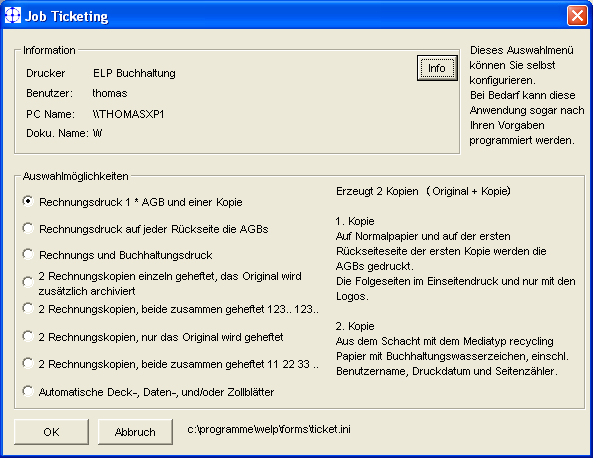 Job Ticketing
Information
Drucker ELP Buchhaltung
Benutzer: thomas
PC Name: \\THOMASXP1
Doku. Name: W
Info
Dieses Auswahlmenü
können Sie selbst
konfigurieren.
Bei Bedarf kann diese
Anwendung sogar nach
Ihren Vorgaben
programmiert werden.
Auswahlmöglichkeiten
Rechnungsdruck 1 * AGB und einer Kopie
Rechnungsdruck auf jeder Rückseite die AGBs
Rechnungs und Buchhaltungsdruck
2 Rechnungskopien einzeln geheftet, das Original wird
zusätzlich archiviert
2 Rechnungskopien, beide zusammen geheftet 123.. 123..
2 Rechnungskopien, nur das Original wird geheftet
2 Rechnungskopien, beide zusammen geheftet 11 22 33 ..
Automatische Deck-, Daten-, und/oder Zollblätter
Erzeugt 2 Kopien ( Original + Kopie)
1. Kopie
Auf Normalpapier und auf der ersten
Rückseiteseite der ersten Kopie werden die
AGBs gedruckt.
Die Folgeseiten im Einseitendruck und nur mit den
Logos.
2. Kopie
Aus dem Schacht mit dem Mediatyp recycling
Papier mit Buchhaltungswasserzeichen, einschl.
Benutzername, Druckdatum und Seitenzähler.
OK
Abbruch
c:\programme\welp\forms\ticket.ini